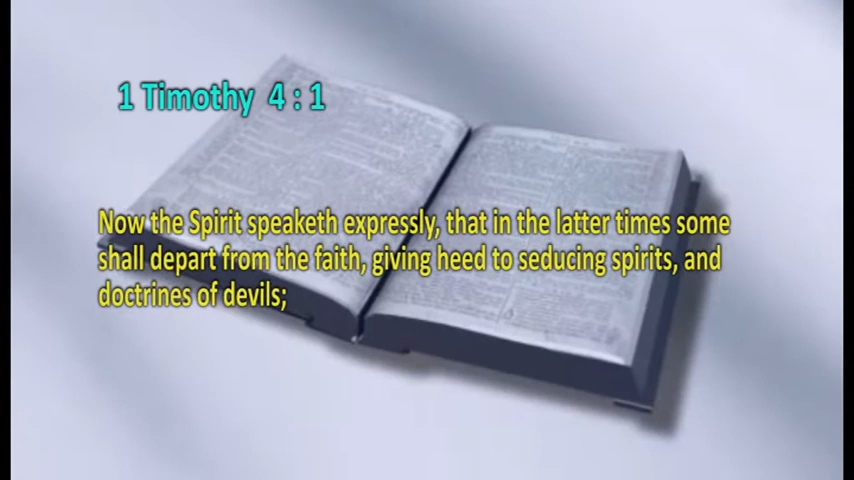 1 Timothy 4 : 1
Now the Spirit speaketh expressly, that in the latter times some
shall depart from the faith, giving heed to seducing spirits, and
doctrines of devils;